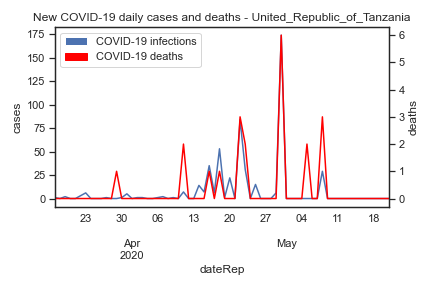 New COVID-19 daily cases and deaths - United_Republic_of_Tanzania
COVID-19 infections
COVID-19 deaths
cases
175
150
125
100
75
50
25
0
deaths
6
5
4
3
2
1
0
23 30 06 13 20 27 04 11 18
Apr May
2020
dateRep